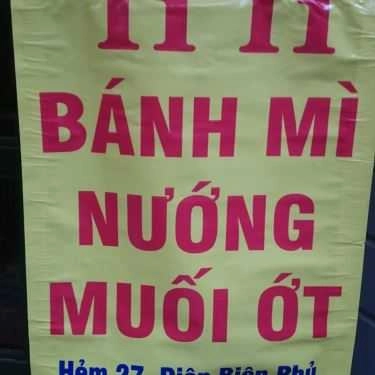 BÁNH MÌ
NƯỚNG
MUỐI ỚT
Hẻm 27 Điện Biên Phủ